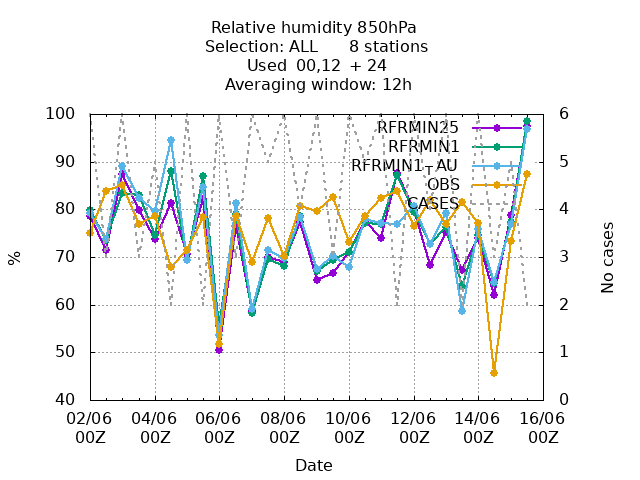 Relative humidity 850hPa
Selection: ALL 8 stations
Used 00,12 + 24
Averaging window: 12h
RFRMIN25
RFRMIN1
RFRMIN1_AU
OBS
CASES
100
90
80
70
60
50
40
%
6
5
4
3
2
1
0
No cases
02/06 04/06 06/06 08/06 10/06 12/06 14/06 16/06
00Z 00Z 00Z 00Z 00Z 00Z 00Z 00Z
Date